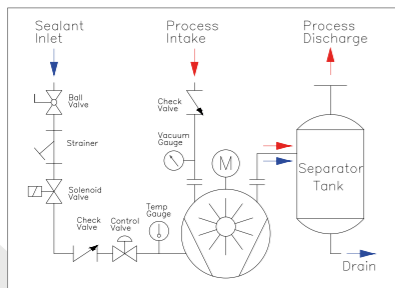 Sealant
Inlet
Process
Intake
Process
Discharge
Ball
Valve
Check
Valve
Strainer
Vacuum
Gauge
M
Separator
Tank
Solenoid
Valve
Check
Valve
Control
Valve
Temp
Gauge
Drain